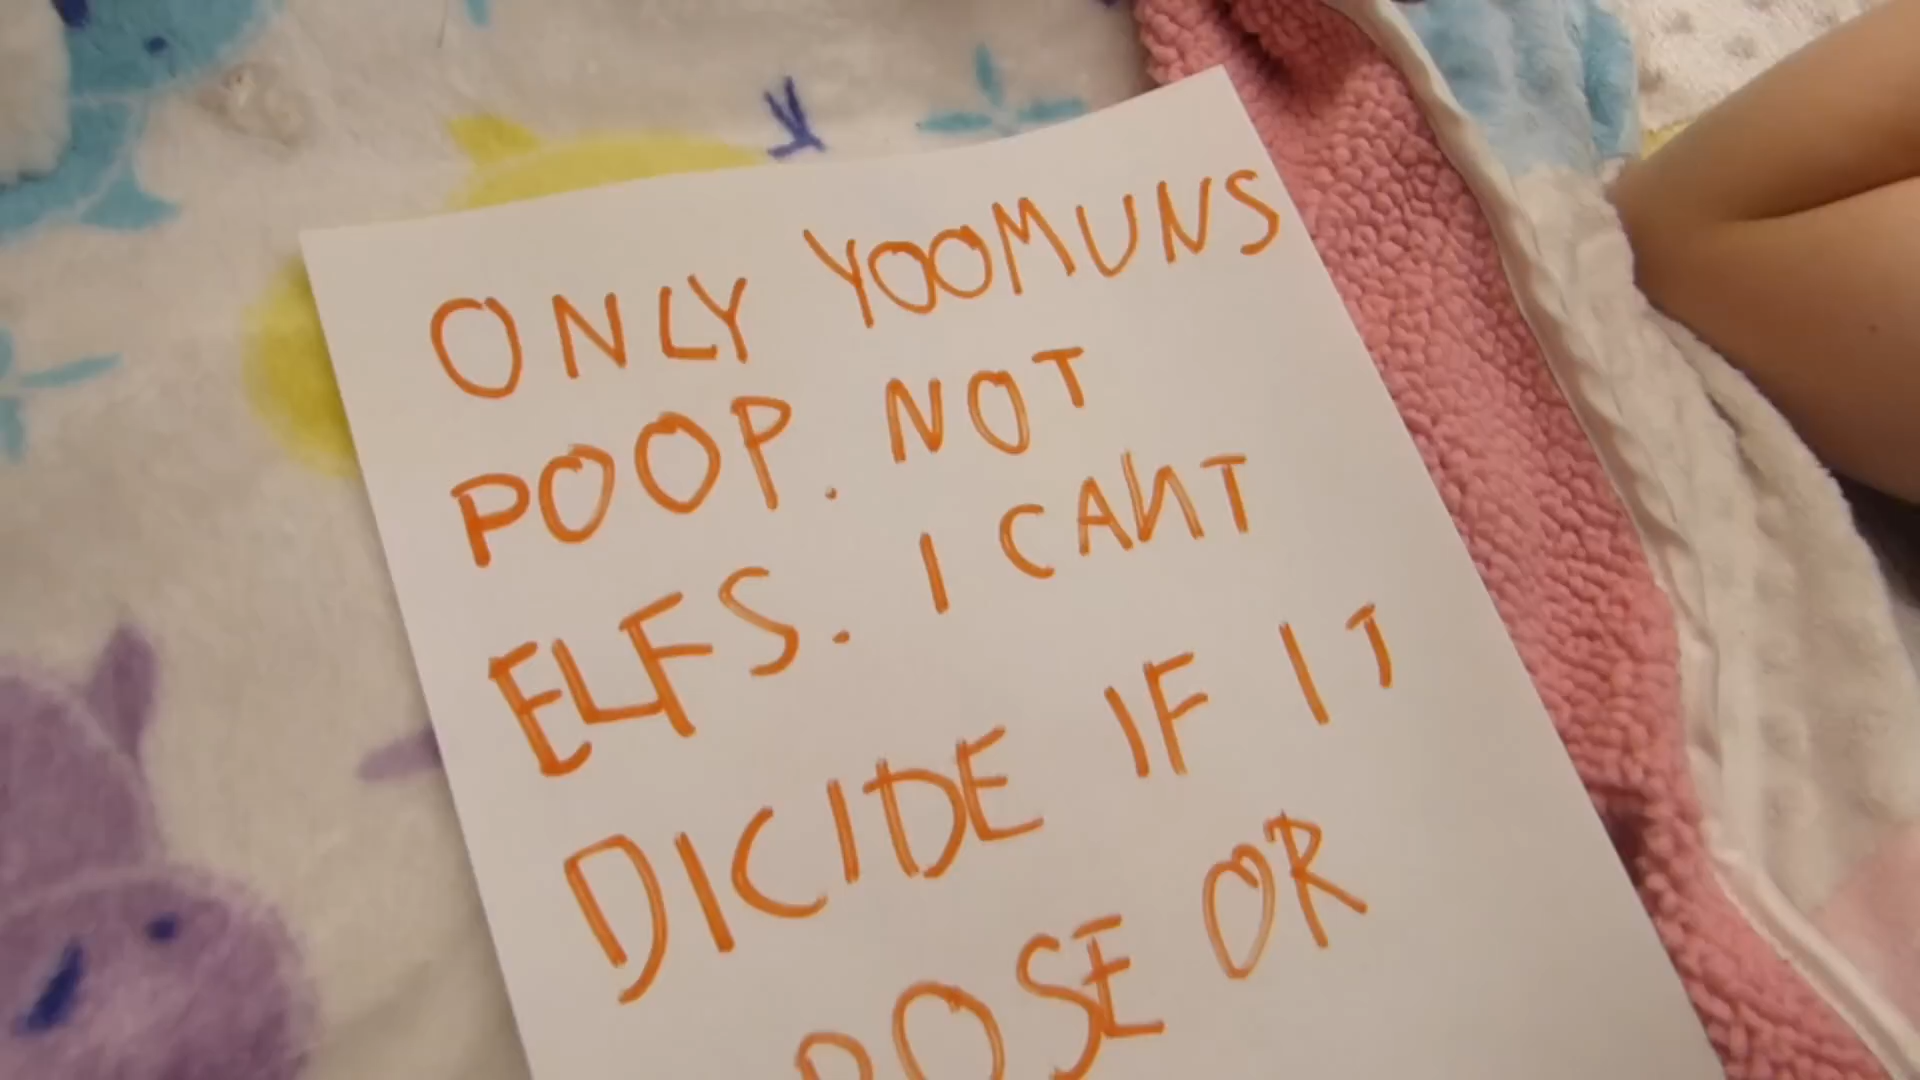 ONLY YOOMUNS
POOP. NOT
ELFS. I CANT
DICIDE IF IT
OR